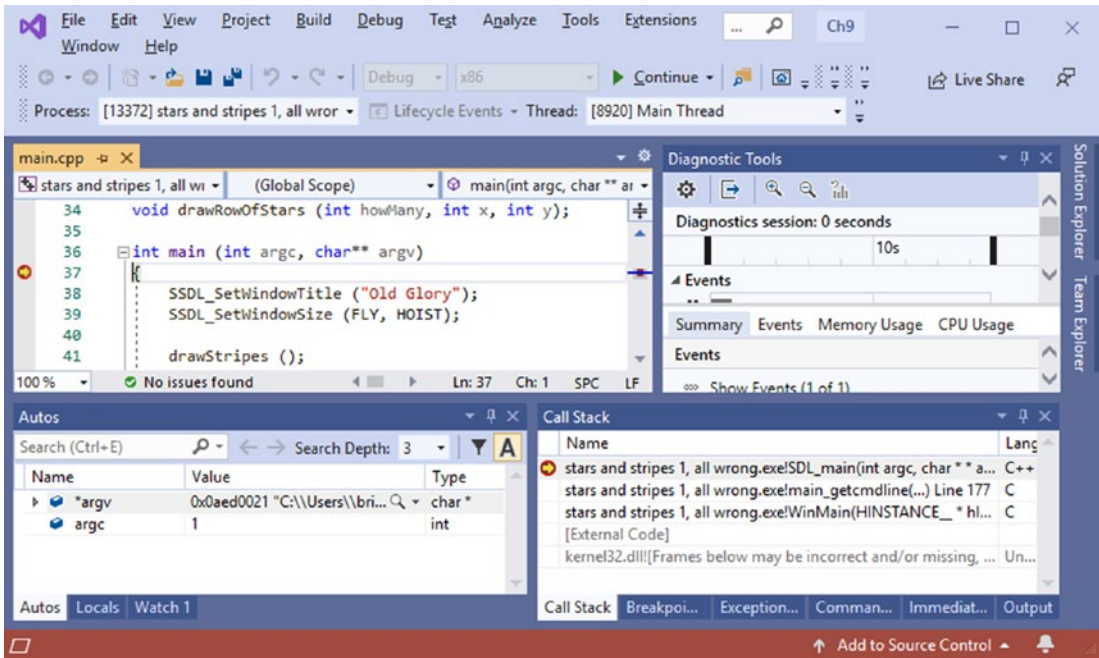 File Edit View Project Build Debug Test Analyze Tools Extensions ... Ch9
Window Help
Debug x86 Continue Live Share
Process: [13372] stars and stripes 1, all wror Lifecycle Events Thread: [8920] Main Thread
main.cpp
stars and stripes 1, all wr (Global Scope) main(int argc, char ** ar
34 void drawRowOfStars (int howMany, int x, int y);
35
36 int main (int argc, char** argv)
37 {
38 SSDL_SetWindowTitle ("Old Glory");
39 SSDL_SetWindowSize (FLY, HOIST);
40
41 drawStripes ();
100 % No issues found Ln: 37 Ch: 1 SPC LF
Diagnostic Tools
Diagnostics session: 0 seconds
10s
Events
Summary Events Memory Usage CPU Usage
Events
Show Events (1 of 1)
Solution Explorer
Team Explorer
Autos
Search (Ctrl+E) Search Depth: 3 A
Name Value Type
*argv 0x0aed0021 "C:\\Users\\bri... char *
argc 1 int
Autos Locals Watch 1
Call Stack
Name Lang
stars and stripes 1, all wrong.exe!SDL_main(int argc, char * * a... C++
stars and stripes 1, all wrong.exe!main_getcmdline(...) Line 177 C
stars and stripes 1, all wrong.exe!WinMain(HINSTANCE__ * hI... C
[External Code]
kernel32.dll![Frames below may be incorrect and/or missing, ... Un...
Call Stack Breakpoi... Exception... Comman... Immediat... Output
Add to Source Control